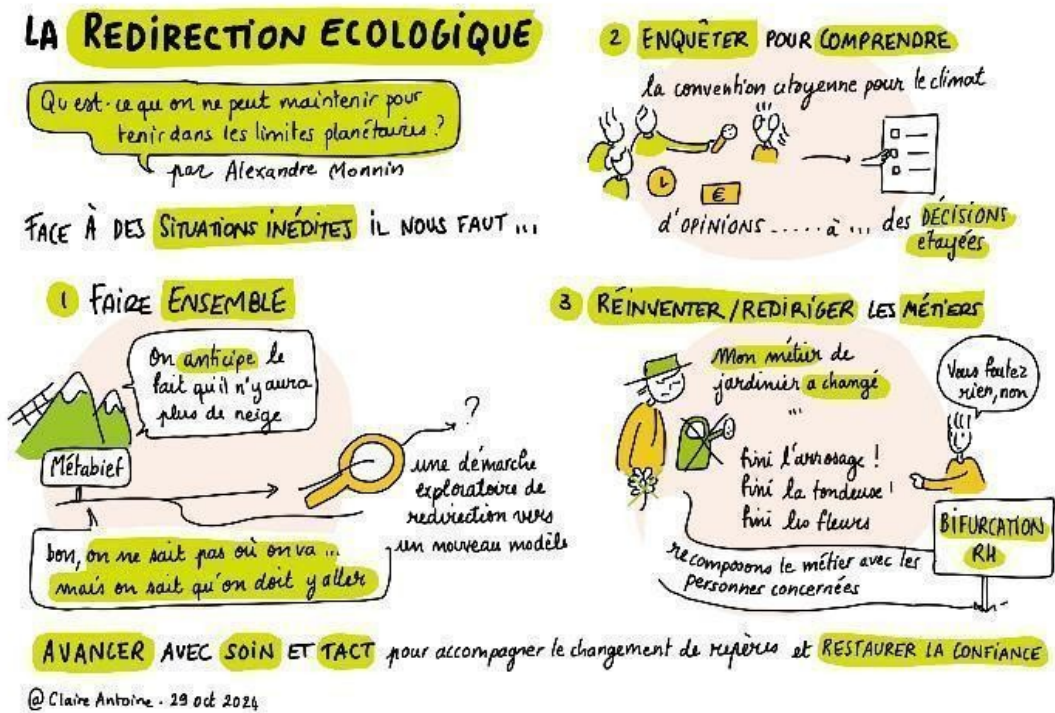 LA REDIRECTION ECOLOGIQUE
Qu'est-ce qu'on ne peut maintenir pour
tenir dans les limites planétaires ?
par Alexandre Monnin
FACE À DES SITUATIONS INÉDITES IL NOUS FAUT ...
1 FAIRE ENSEMBLE
On anticipe le
fait qu'il n'y aura
plus de neige
Métabief
?
une démarche
exploratoire de
redirection vers
un nouveau modèle
bon, on ne sait pas où on va ...
mais on sait qu'on doit y aller
2 ENQUÊTER POUR COMPRENDRE
la convention citoyenne pour le climat
€
d'OPINIONS ..... à ... des DÉCISIONS
étayées
3 RÉINVENTER / REDIRIGER LES MÉTIERS
Mon métier de
jardinier a changé
...
fini l'arrosage !
fini la tondeuse !
fini les fleurs
Vous foutez
rien, non
BIFURCATION
RH
recomposons le métier avec les
personnes concernées
AVANCER AVEC SOIN ET TACT pour accompagner le changement de repères et RESTAURER LA CONFIANCE
@ Claire Antoine - 29 oct 2024